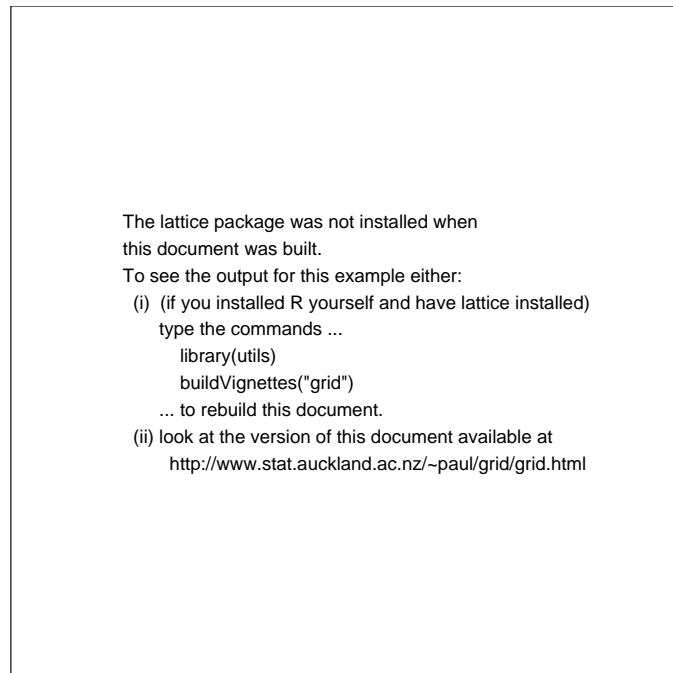 The lattice package was not installed when
this document was built.
To see the output for this example either:
(i) (if you installed R yourself and have lattice installed)
type the commands ...
library(utils)
buildVignettes("grid")
... to rebuild this document.
(ii) look at the version of this document available at
http://www.stat.auckland.ac.nz/~paul/grid/grid.html